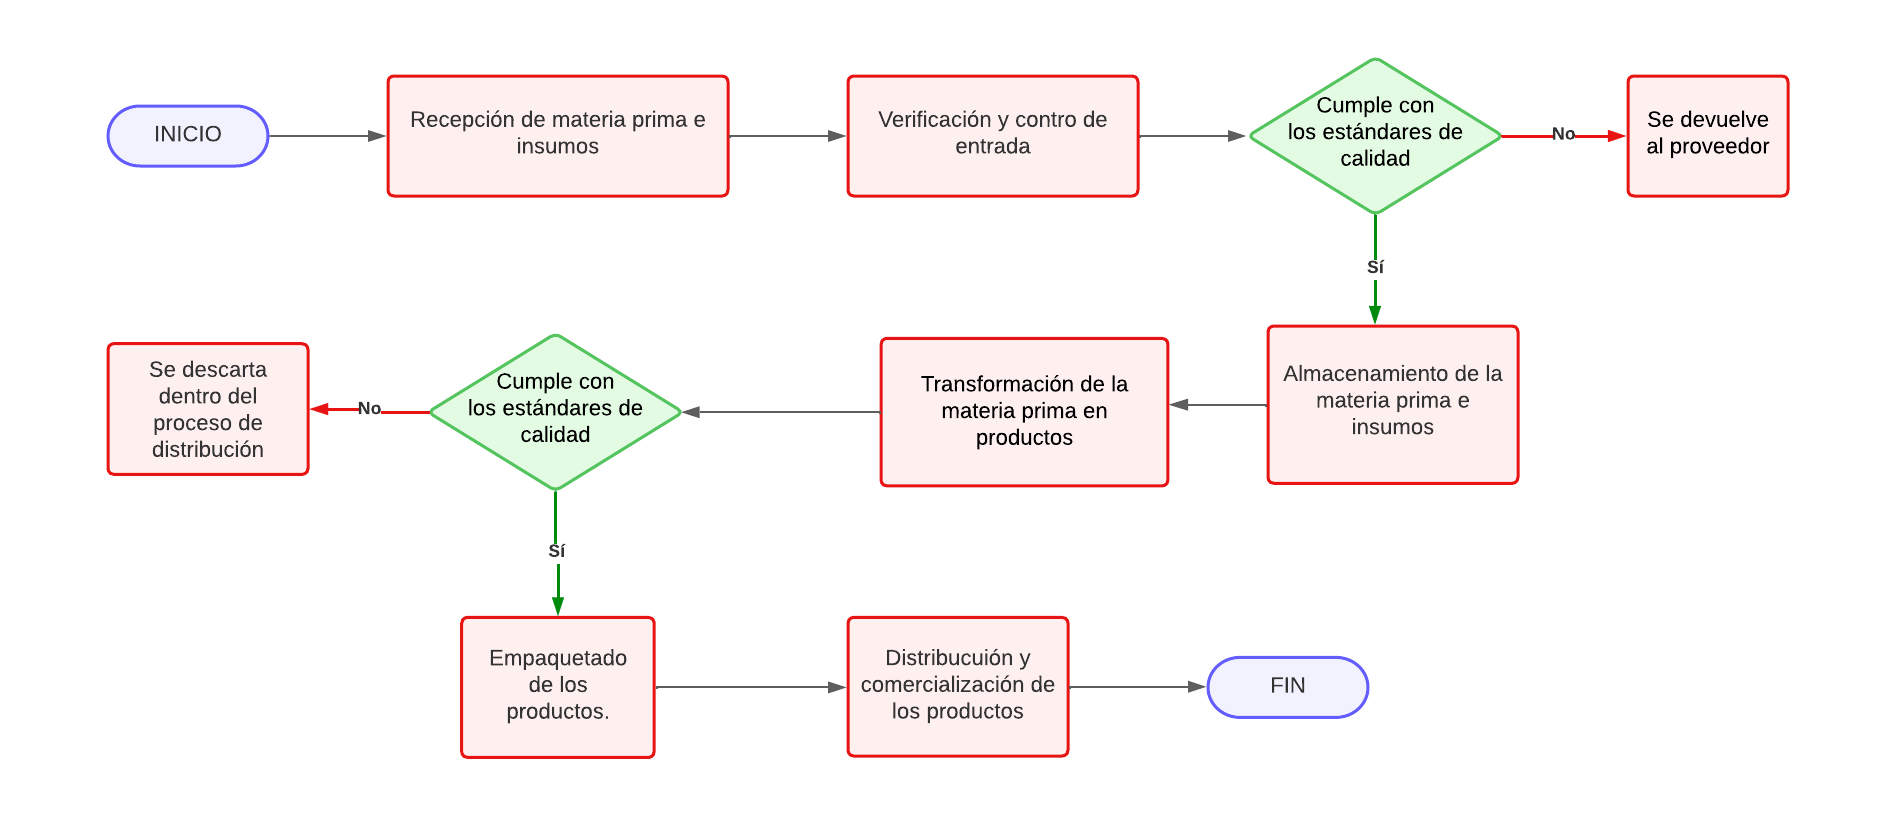 INICIO
Recepción de materia prima e
insumos
Verificación y contro de
entrada
Cumple con
los estándares de
calidad
No
Se devuelve
al proveedor
Sí
Almacenamiento de la
materia prima e
insumos
Transformación de la
materia prima en
productos
Cumple con
los estándares de
calidad
No
Se descarta
dentro del
proceso de
distribución
Sí
Empaquetado
de los
productos.
Distribucuión y
comercialización de
los productos
FIN